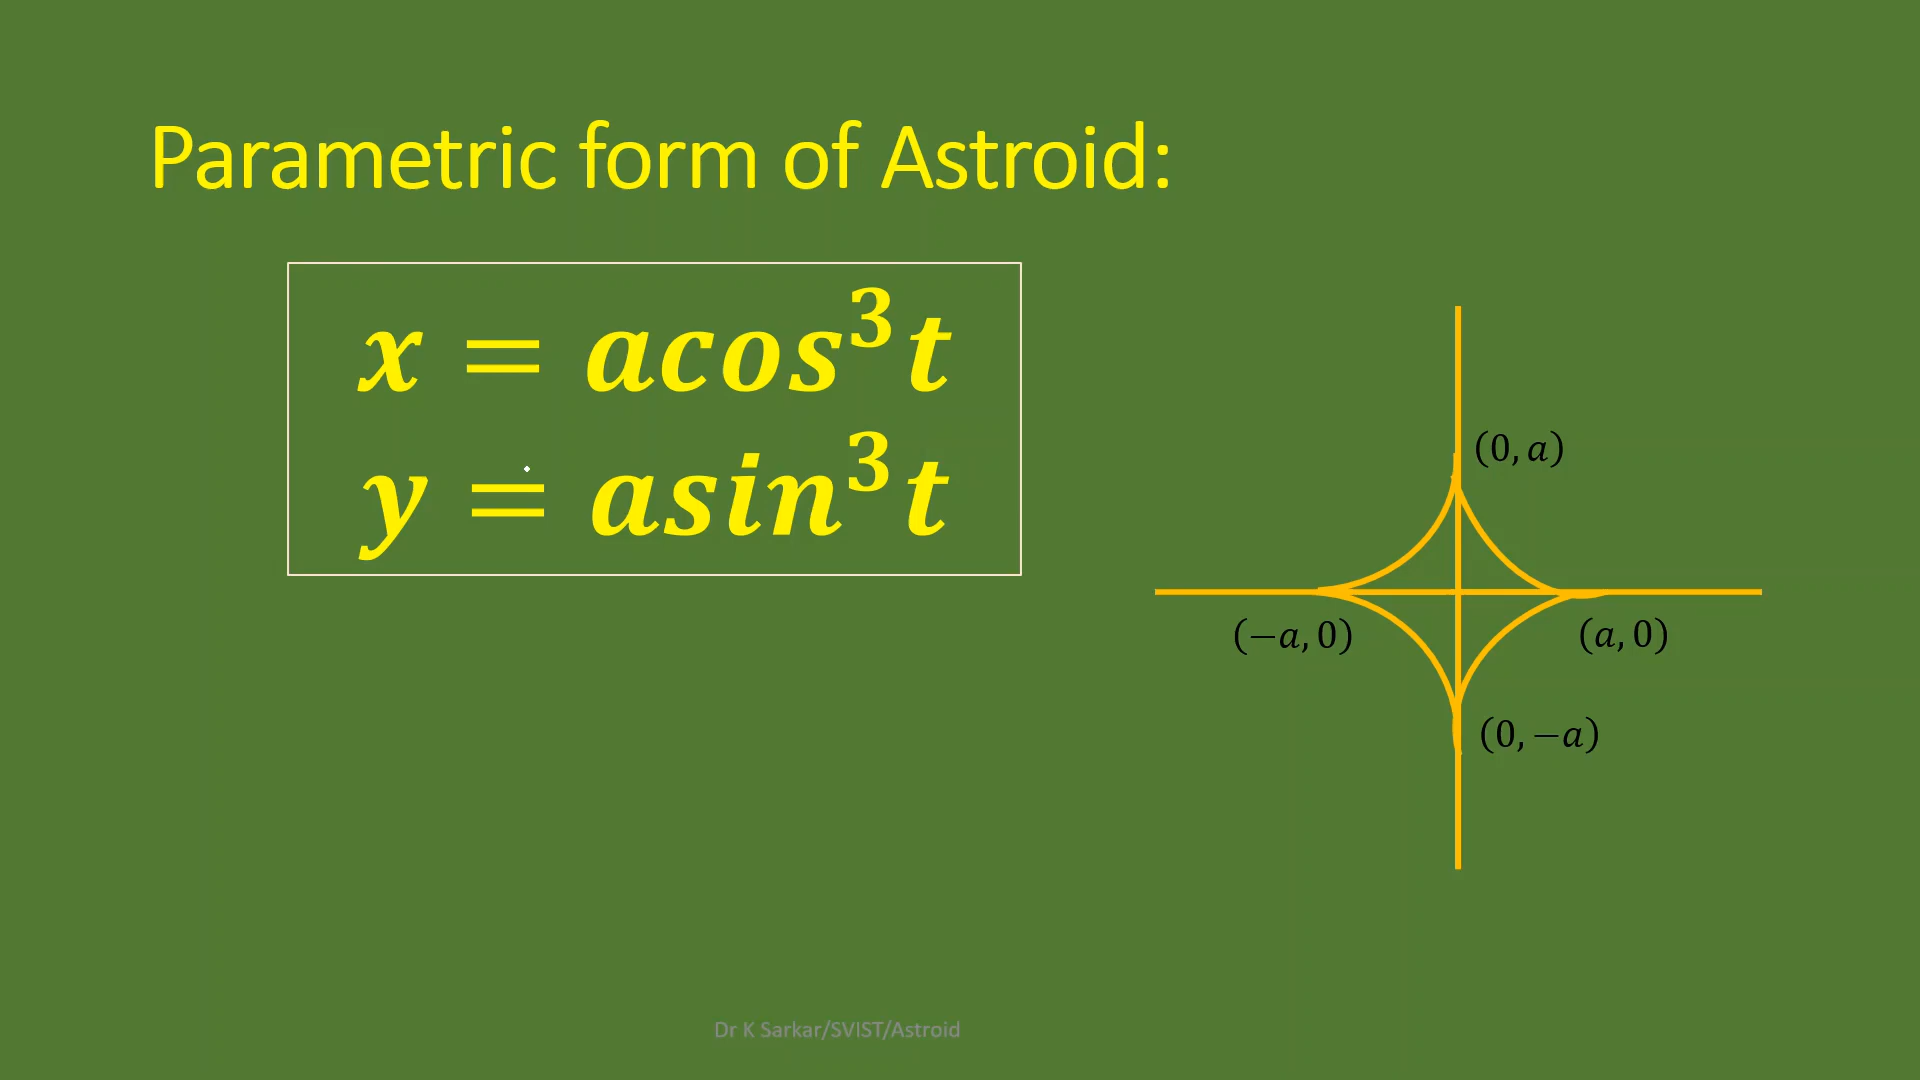 Parametric form of Astroid:
x = acos³t
y = asin³t
(0, a)
(−a, 0)
(a, 0)
(0, −a)
Dr K Sarkar/SVIST/Astroid